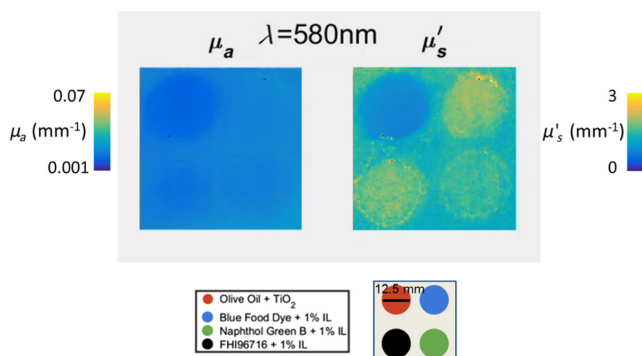 λ=580nm
μₐ
μ's
0.07
μₐ (mm⁻¹)
0.001
3
μ's (mm⁻¹)
0
Olive Oil + TiO₂
Blue Food Dye + 1% IL
Naphthol Green B + 1% IL
FHI96716 + 1% IL
12.5 mm